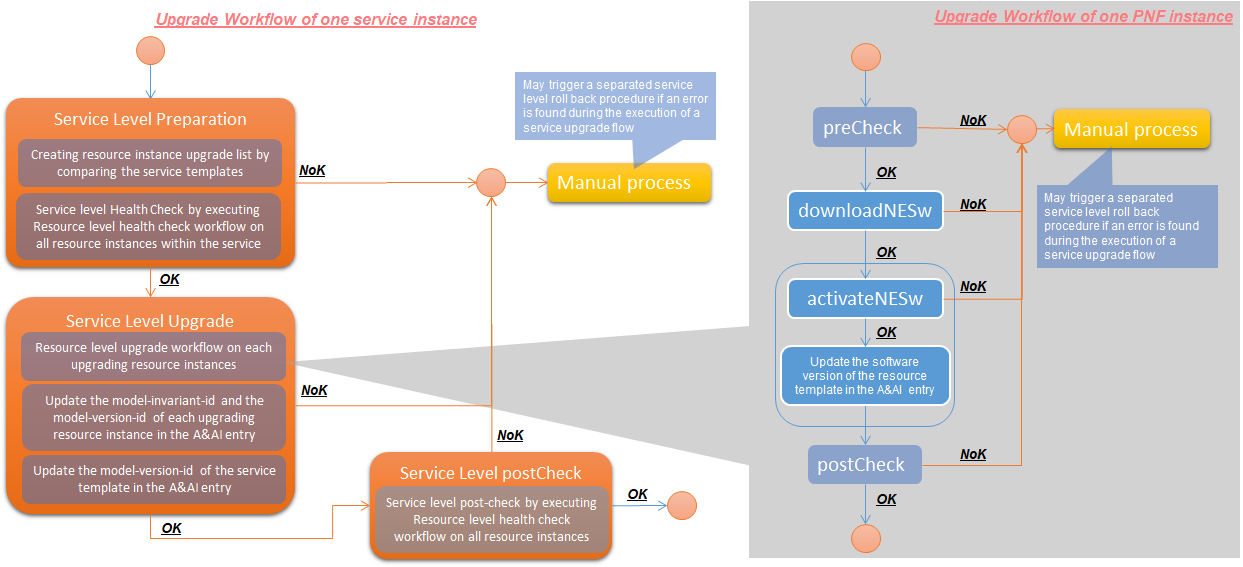 Upgrade Workflow of one service instance
Service Level Preparation
Creating resource instance upgrade list by
comparing the service templates
Service level Health Check by executing
Resource level health check workflow on
all resource instances within the service
NoK
OK
May trigger a separated service
level roll back procedure if an error
is found during the execution of a
service upgrade flow
Manual process
Service Level Upgrade
Resource level upgrade workflow on each
upgrading resource instances
Update the model-invariant-id and the
model-version-id of each upgrading
resource instance in the A&AI entry
Update the model-version-id of the service
template in the A&AI entry
NoK
OK
NoK
Service Level postCheck
Service level post-check by executing
Resource level health check
workflow on all resource instances
OK
Upgrade Workflow of one PNF instance
preCheck
NoK
Manual process
OK
downloadNESw
NoK
May trigger a separated
service level roll back
procedure if an error is found
during the execution of a
service upgrade flow
OK
activateNESw
NoK
OK
Update the software
version of the resource
template in the A&AI entry
postCheck
NoK
OK